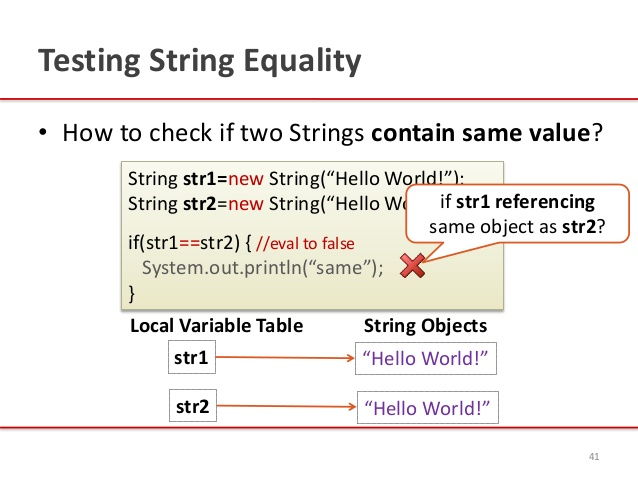 Testing String Equality
• How to check if two Strings contain same value?
String str1=new String(“Hello World!”);
String str2=new String(“Hello Wo
if str1 referencing
same object as str2?
if(str1==str2) { //eval to false
System.out.println(“same”);
}
Local Variable Table
String Objects
str1
“Hello World!”
str2
“Hello World!”
41